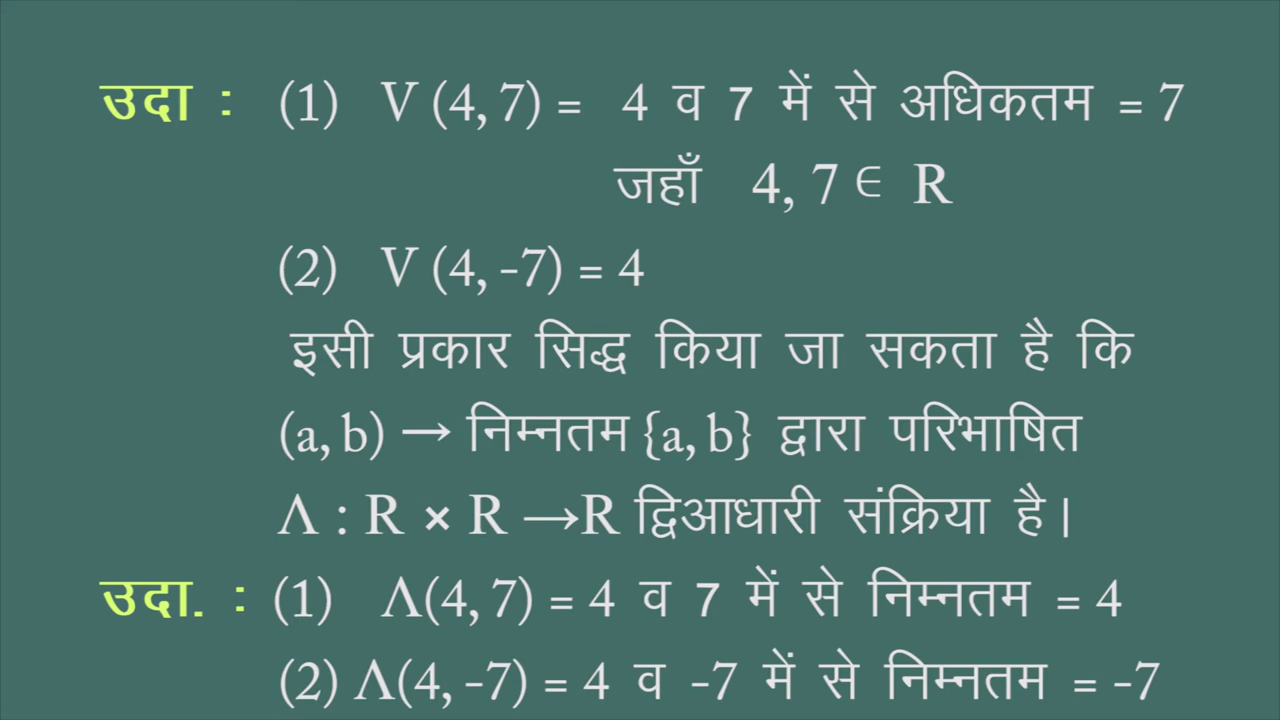 उदा : (1) V (4, 7) = 4 व 7 में से अधिकतम = 7
जहाँ 4, 7 ∈ R
(2) V (4, -7) = 4
इसी प्रकार सिद्ध किया जा सकता है कि
(a, b) → निम्नतम {a, b} द्वारा परिभाषित
Λ : R × R →R द्विआधारी संक्रिया है।
उदा. : (1) Λ(4, 7) = 4 व 7 में से निम्नतम = 4
(2) Λ(4, -7) = 4 व -7 में से निम्नतम = -7